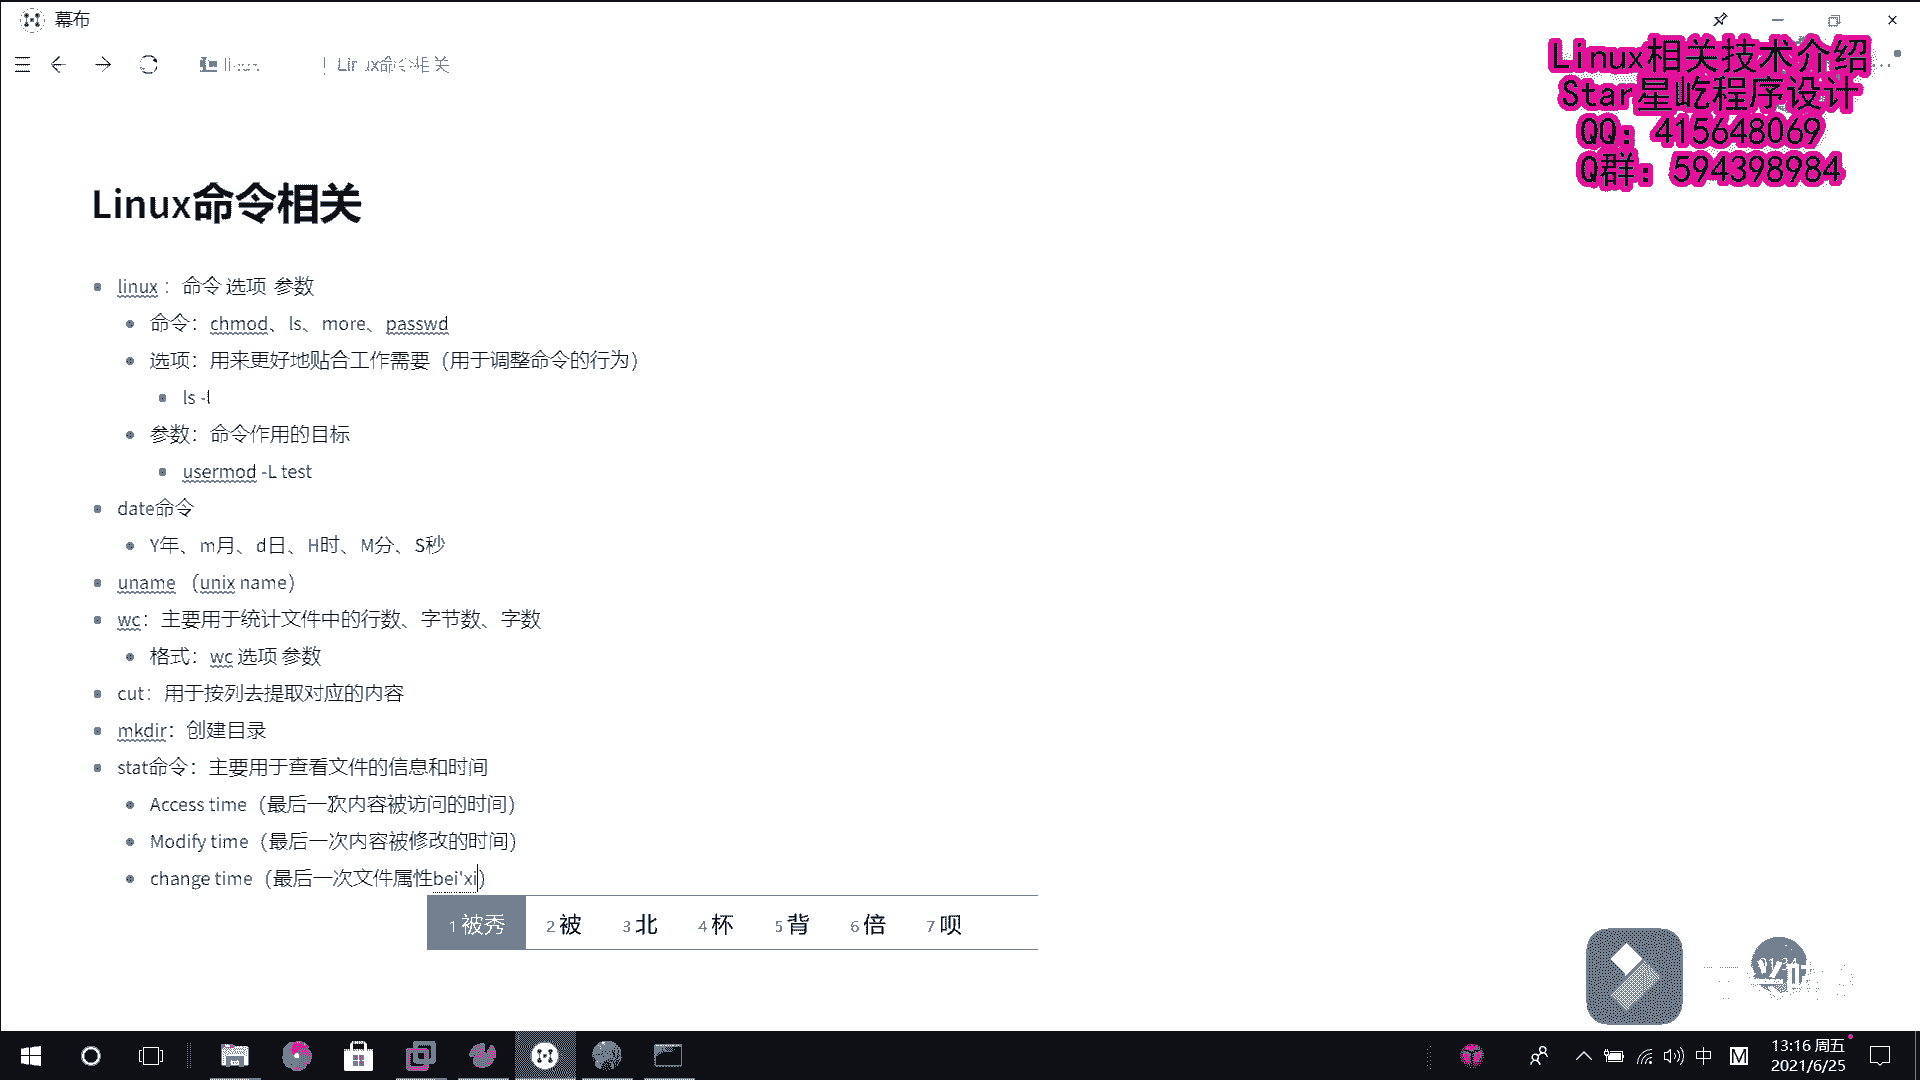 幕布
linux
Linux命令相关
Linux相关技术介绍
Star星屹程序设计
QQ：415648069
Q群：594398984
Linux命令相关
linux：命令 选项 参数
命令：chmod、ls、more、passwd
选项：用来更好地贴合工作需要（用于调整命令的行为）
ls -l
参数：命令作用的目标
usermod -L test
date命令
Y年、m月、d日、H时、M分、S秒
uname （unix name）
wc：主要用于统计文件中的行数、字节数、字数
格式：wc 选项 参数
cut：用于按列去提取对应的内容
mkdir：创建目录
stat命令：主要用于查看文件的信息和时间
Access time（最后一次内容被访问的时间）
Modify time（最后一次内容被修改的时间）
change time（最后一次文件属性bei'xi）
1 被秀 2 被 3 北 4 杯 5 背 6 倍 7 呗
中 M 13:16 周五
2021/6/25